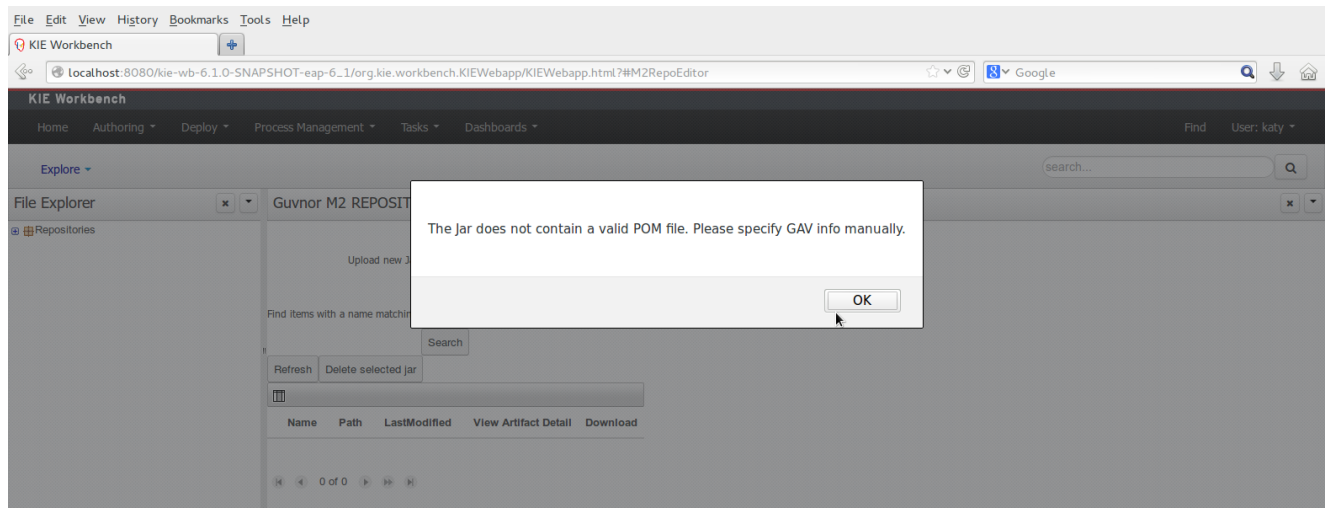 File Edit View History Bookmarks Tools Help
KIE Workbench
localhost:8080/kie-wb-6.1.0-SNAPSHOT-eap-6_1/org.kie.workbench.KIEWebapp/KIEWebapp.html?#M2RepoEditor
Google
KIE Workbench
Home Authoring Deploy Process Management Tasks Dashboards Find User: katy
Explore search...
File Explorer Guvnor M2 REPOSIT
Repositories
The Jar does not contain a valid POM file. Please specify GAV info manually.
Upload new J
OK
Find items with a name matchin
Search
Refresh Delete selected jar
Name Path LastModified View Artifact Detail Download
0 of 0